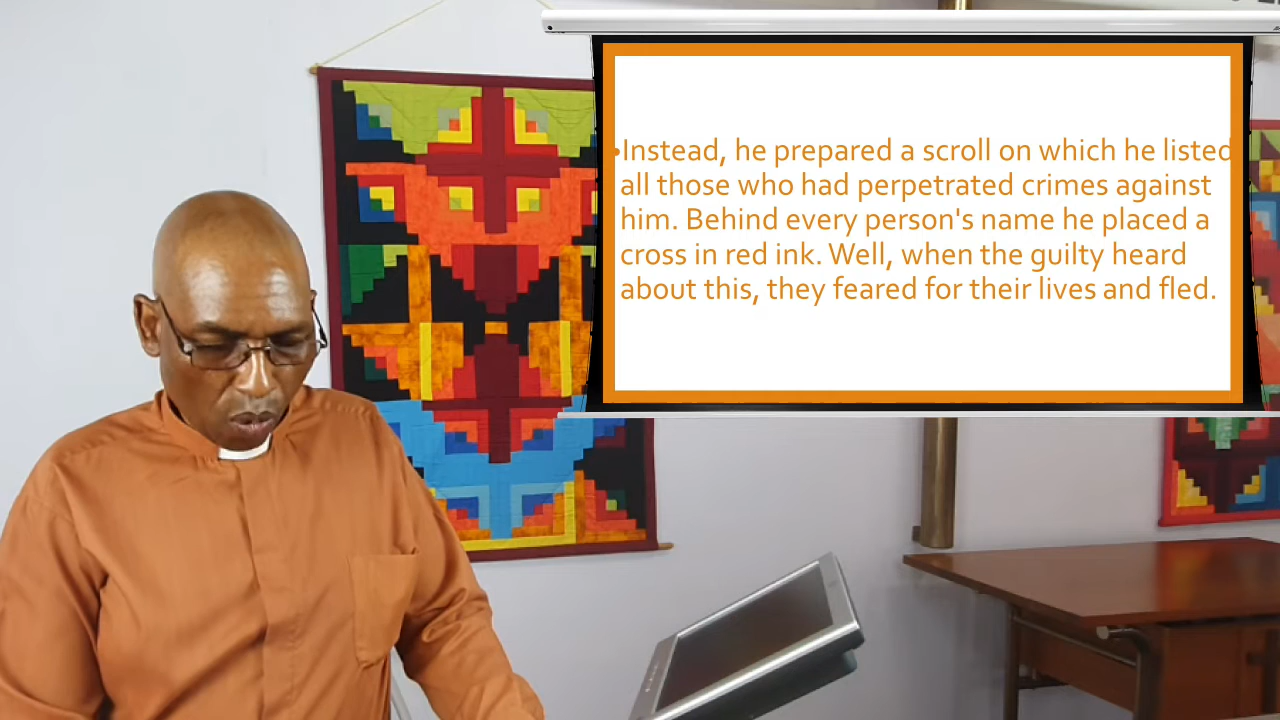 •Instead, he prepared a scroll on which he listed
all those who had perpetrated crimes against
him. Behind every person's name he placed a
cross in red ink. Well, when the guilty heard
about this, they feared for their lives and fled.